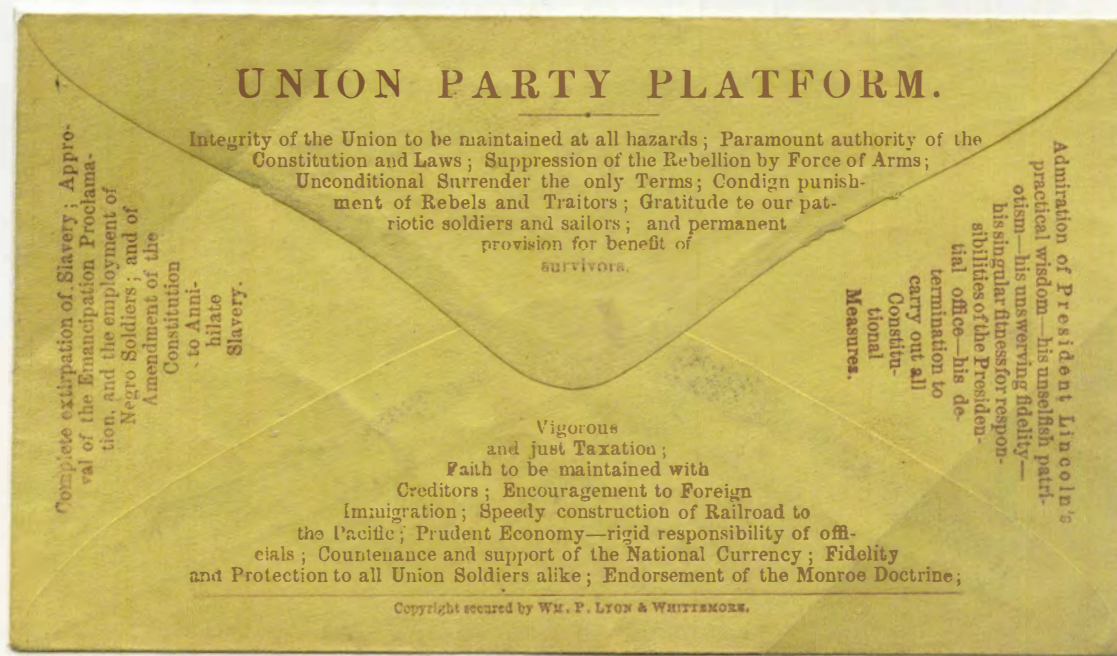 UNION PARTY PLATFORM.
Integrity of the Union to be maintained at all hazards; Paramount authority of the
Constitution and Laws; Suppression of the Rebellion by Force of Arms;
Unconditional Surrender the only Terms; Condign punish-
ment of Rebels and Traitors; Gratitude to our pat-
riotic soldiers and sailors; and permanent
provision for benefit of
survivors.
Complete extirpation of Slavery; Appro-
val of the Emancipation Proclama-
tion, and the employment of
Negro Soldiers; and of
Amendment of the
Constitution
to Anni-
hilate
Slavery.
Admiration of President Lincoln's
practical wisdom—his unselfish patri-
otism—his unswerving fidelity—
his singular fitness for respon-
sibilities of the Presiden-
tial office—his de-
termination to
carry out all
Constitu-
tional
Measures.
Vigorous
and just Taxation;
Faith to be maintained with
Creditors; Encouragement to Foreign
Immigration; Speedy construction of Railroad to
the Pacific; Prudent Economy—rigid responsibility of offi-
cials; Countenance and support of the National Currency; Fidelity
and Protection to all Union Soldiers alike; Endorsement of the Monroe Doctrine;
Copyright secured by WM. P. LYON & WHITTEMORE.